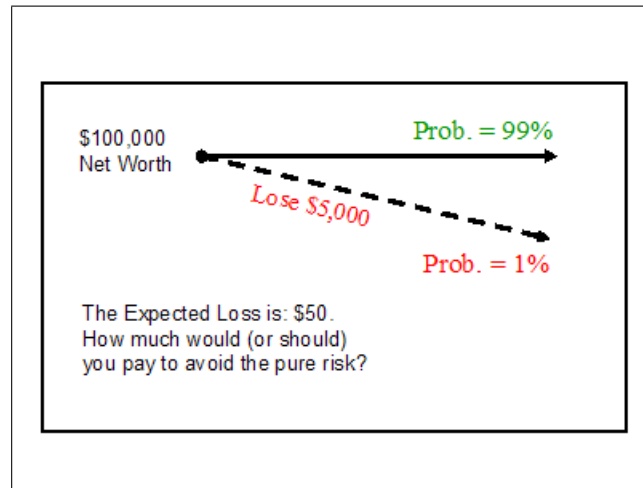 $100,000
Net Worth
Prob. = 99%
Lose $5,000
Prob. = 1%
The Expected Loss is: $50.
How much would (or should)
you pay to avoid the pure risk?